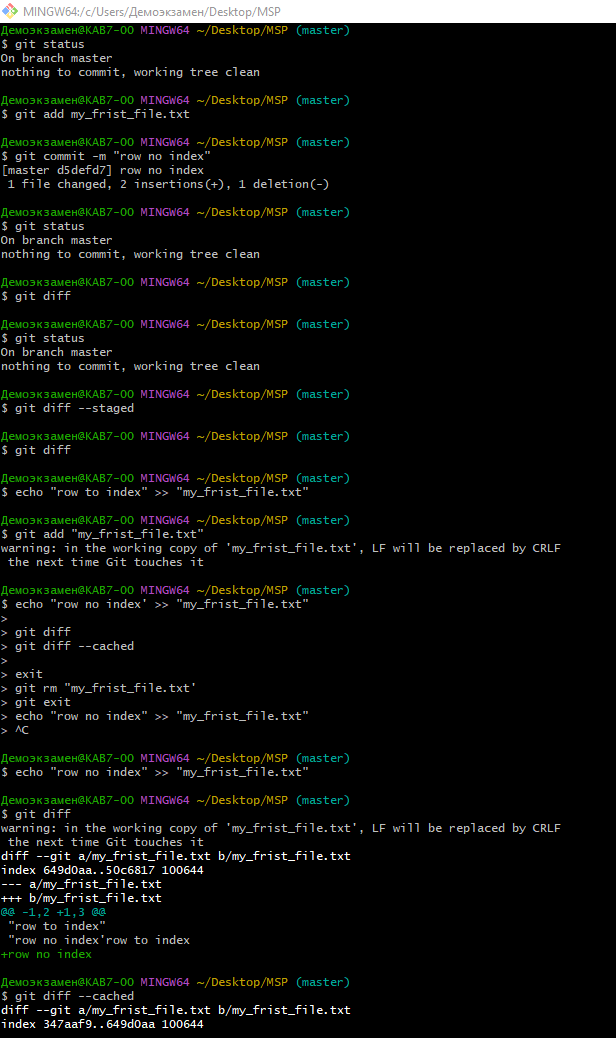 MINGW64:/c/Users/Демоэкзамен/Desktop/MSP
Демоэкзамен@KAB7-00 MINGW64 ~/Desktop/MSP (master)
$ git status
On branch master
nothing to commit, working tree clean
Демоэкзамен@KAB7-00 MINGW64 ~/Desktop/MSP (master)
$ git add my_frist_file.txt
Демоэкзамен@KAB7-00 MINGW64 ~/Desktop/MSP (master)
$ git commit -m "row no index"
[master d5defd7] row no index
 1 file changed, 2 insertions(+), 1 deletion(-)
Демоэкзамен@KAB7-00 MINGW64 ~/Desktop/MSP (master)
$ git status
On branch master
nothing to commit, working tree clean
Демоэкзамен@KAB7-00 MINGW64 ~/Desktop/MSP (master)
$ git diff
Демоэкзамен@KAB7-00 MINGW64 ~/Desktop/MSP (master)
$ git status
On branch master
nothing to commit, working tree clean
Демоэкзамен@KAB7-00 MINGW64 ~/Desktop/MSP (master)
$ git diff --staged
Демоэкзамен@KAB7-00 MINGW64 ~/Desktop/MSP (master)
$ git diff
Демоэкзамен@KAB7-00 MINGW64 ~/Desktop/MSP (master)
$ echo "row to index" >> "my_frist_file.txt"
Демоэкзамен@KAB7-00 MINGW64 ~/Desktop/MSP (master)
$ git add "my_frist_file.txt"
warning: in the working copy of 'my_frist_file.txt', LF will be replaced by CRLF
 the next time Git touches it
Демоэкзамен@KAB7-00 MINGW64 ~/Desktop/MSP (master)
$ echo "row no index' >> "my_frist_file.txt"
>
> git diff
> git diff --cached
>
> exit
> git rm "my_frist_file.txt'
> git exit
> echo "row no index" >> "my_frist_file.txt"
> ^C
Демоэкзамен@KAB7-00 MINGW64 ~/Desktop/MSP (master)
$ echo "row no index" >> "my_frist_file.txt"
Демоэкзамен@KAB7-00 MINGW64 ~/Desktop/MSP (master)
$ git diff
warning: in the working copy of 'my_frist_file.txt', LF will be replaced by CRLF
 the next time Git touches it
diff --git a/my_frist_file.txt b/my_frist_file.txt
index 649d0aa..50c6817 100644
--- a/my_frist_file.txt
+++ b/my_frist_file.txt
@@ -1,2 +1,3 @@
 "row to index"
 "row no index'row to index
+row no index
Демоэкзамен@KAB7-00 MINGW64 ~/Desktop/MSP (master)
$ git diff --cached
diff --git a/my_frist_file.txt b/my_frist_file.txt
index 347aaf9..649d0aa 100644